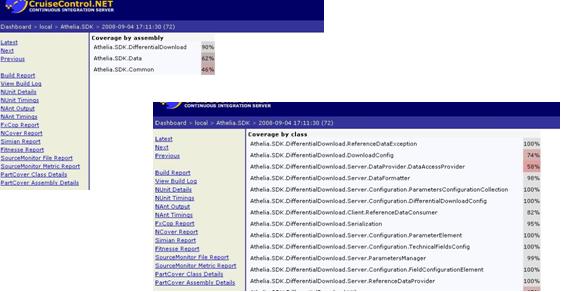 CruiseControl.NET
CONTINUOUS INTEGRATION SERVER
Dashboard > local > Athelia.SDK > 2008-09-04 17:11:30 (72)
Latest
Next
Previous
Build Report
View Build Log
NUnit Details
NUnit Timings
NAnt Output
NAnt Timings
FxCop Report
NCover Report
Simian Report
Fitnesse Report
SourceMonitor File Report
SourceMonitor Metric Report
PartCover Class Details
PartCover Assembly Details
Coverage by assembly
Athelia.SDK.DifferentialDownload 90%
Athelia.SDK.Data 62%
Athelia.SDK.Common 46%
CONTINUOUS INTEGRATION SERVER
Dashboard > local > Athelia.SDK > 2008-09-04 17:11:30 (72)
Latest
Next
Previous
Build Report
View Build Log
NUnit Details
NUnit Timings
NAnt Output
NAnt Timings
FxCop Report
NCover Report
Simian Report
Fitnesse Report
SourceMonitor File Report
SourceMonitor Metric Report
PartCover Class Details
PartCover Assembly Details
Coverage by class
Athelia.SDK.DifferentialDownload.ReferenceDataException 100%
Athelia.SDK.DifferentialDownload.DownloadConfig 74%
Athelia.SDK.DifferentialDownload.Server.DataProvider.DataAccessProvider 58%
Athelia.SDK.DifferentialDownload.Server.DataFormatter 98%
Athelia.SDK.DifferentialDownload.Server.Configuration.ParametersConfigurationCollection 100%
Athelia.SDK.DifferentialDownload.Server.Configuration.DifferentialDownloadConfig 100%
Athelia.SDK.DifferentialDownload.Client.ReferenceDataConsumer 82%
Athelia.SDK.DifferentialDownload.Serialization 95%
Athelia.SDK.DifferentialDownload.Server.Configuration.ParameterElement 100%
Athelia.SDK.DifferentialDownload.Server.Configuration.TechnicalFieldsConfig 100%
Athelia.SDK.DifferentialDownload.Server.ParametersManager 99%
Athelia.SDK.DifferentialDownload.Server.Configuration.FieldConfigurationElement 100%
Athelia.SDK.DifferentialDownload.Server.ReferenceDataProvider 100%